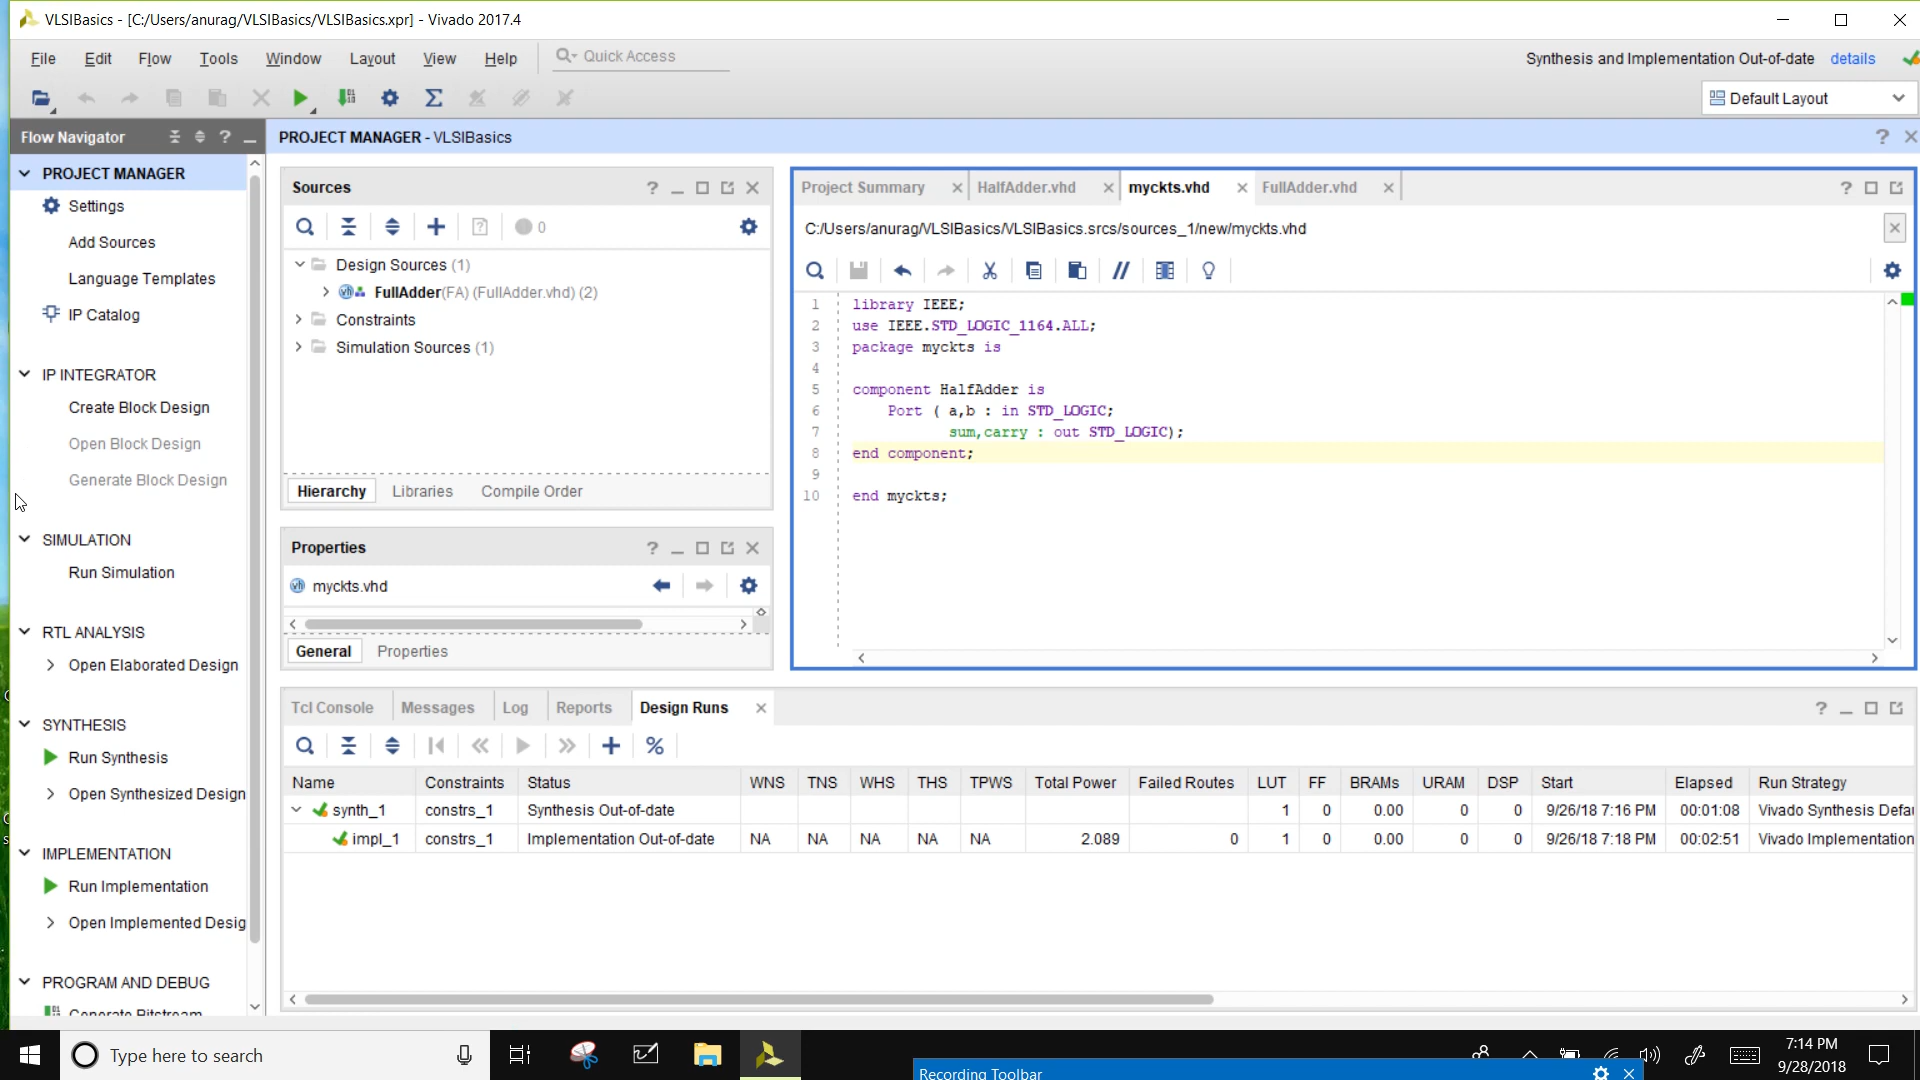 VLSIBasics - [C:/Users/anurag/VLSIBasics/VLSIBasics.xpr] - Vivado 2017.4
File Edit Flow Tools Window Layout View Help Quick Access
Synthesis and Implementation Out-of-date details
Default Layout
Flow Navigator
PROJECT MANAGER
Settings
Add Sources
Language Templates
IP Catalog
IP INTEGRATOR
Create Block Design
Open Block Design
Generate Block Design
SIMULATION
Run Simulation
RTL ANALYSIS
Open Elaborated Design
SYNTHESIS
Run Synthesis
Open Synthesized Design
IMPLEMENTATION
Run Implementation
Open Implemented Desig
PROGRAM AND DEBUG
Generate Bitstream
PROJECT MANAGER - VLSIBasics
Sources
0
Design Sources (1)
FullAdder(FA) (FullAdder.vhd) (2)
Constraints
Simulation Sources (1)
Hierarchy Libraries Compile Order
Properties
myckts.vhd
General Properties
Project Summary HalfAdder.vhd myckts.vhd FullAdder.vhd
C:/Users/anurag/VLSIBasics/VLSIBasics.srcs/sources_1/new/myckts.vhd
1 library IEEE;
2 use IEEE.STD_LOGIC_1164.ALL;
3 package myckts is
4
5 component HalfAdder is
6 Port ( a,b : in STD_LOGIC;
7 sum,carry : out STD_LOGIC);
8 end component;
9
10 end myckts;
Tcl Console Messages Log Reports Design Runs
Name Constraints Status WNS TNS WHS THS TPWS Total Power Failed Routes LUT FF BRAMs URAM DSP Start Elapsed Run Strategy
synth_1 constrs_1 Synthesis Out-of-date 1 0 0.00 0 0 9/26/18 7:16 PM 00:01:08 Vivado Synthesis Defau
impl_1 constrs_1 Implementation Out-of-date NA NA NA NA NA 2.089 0 1 0 0.00 0 0 9/26/18 7:18 PM 00:02:51 Vivado Implementation
Type here to search
Recording Toolbar
7:14 PM
9/28/2018